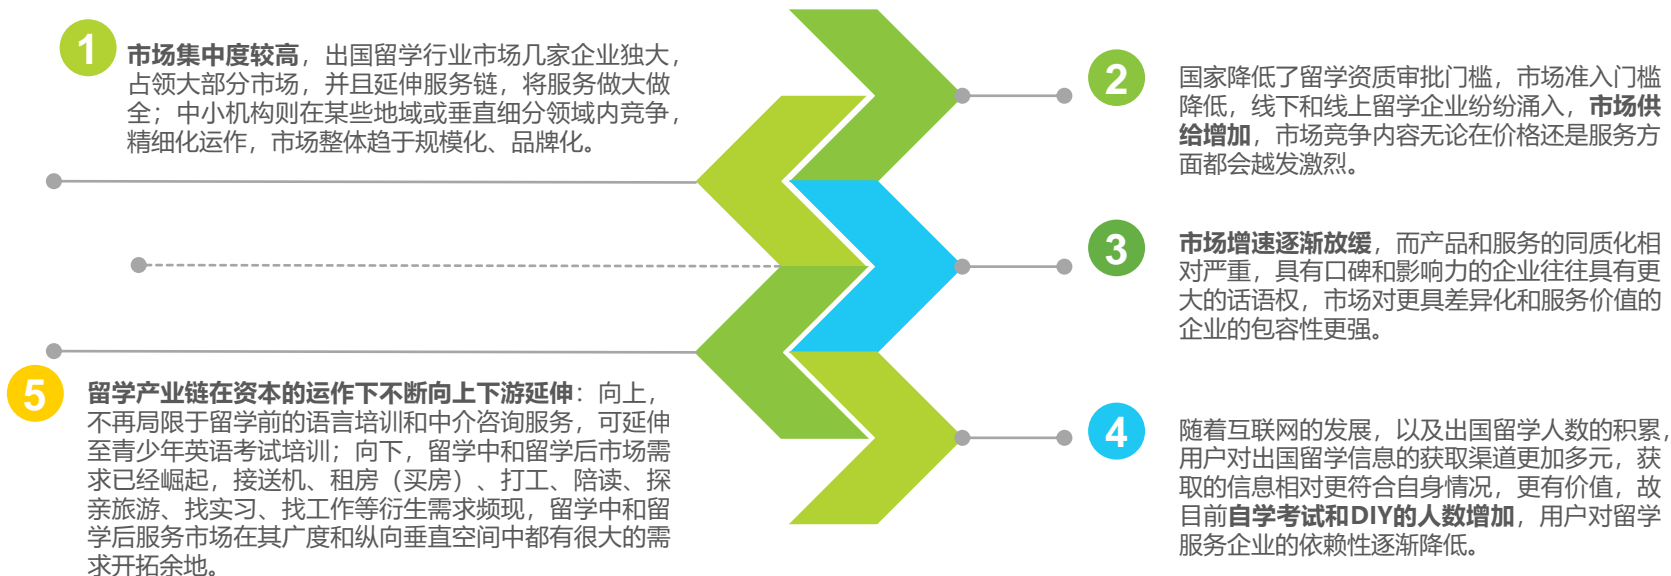 1
市场集中度较高，出国留学行业市场几家企业独大，
占领大部分市场，并且延伸服务链，将服务做大做
全；中小机构则在某些地域或垂直细分领域内竞争，
精细化运作，市场整体趋于规模化、品牌化。
2
国家降低了留学资质审批门槛，市场准入门槛
降低，线下和线上留学企业纷纷涌入，市场供
给增加，市场竞争内容无论在价格还是服务方
面都会越发激烈。
3
市场增速逐渐放缓，而产品和服务的同质化相
对严重，具有口碑和影响力的企业往往具有更
大的话语权，市场对更具差异化和服务价值的
企业的包容性更强。
4
随着互联网的发展，以及出国留学人数的积累，
用户对出国留学信息的获取渠道更加多元，获
取的信息相对更符合自身情况，更有价值，故
目前自学考试和DIY的人数增加，用户对留学
服务企业的依赖性逐渐降低。
5
留学产业链在资本的运作下不断向上下游延伸：向上，
不再局限于留学前的语言培训和中介咨询服务，可延伸
至青少年英语考试培训；向下，留学中和留学后市场需
求已经崛起，接送机、租房（买房）、打工、陪读、探
亲旅游、找实习、找工作等衍生需求频现，留学中和留
学后服务市场在其广度和纵向垂直空间中都有很大的需
求开拓余地。